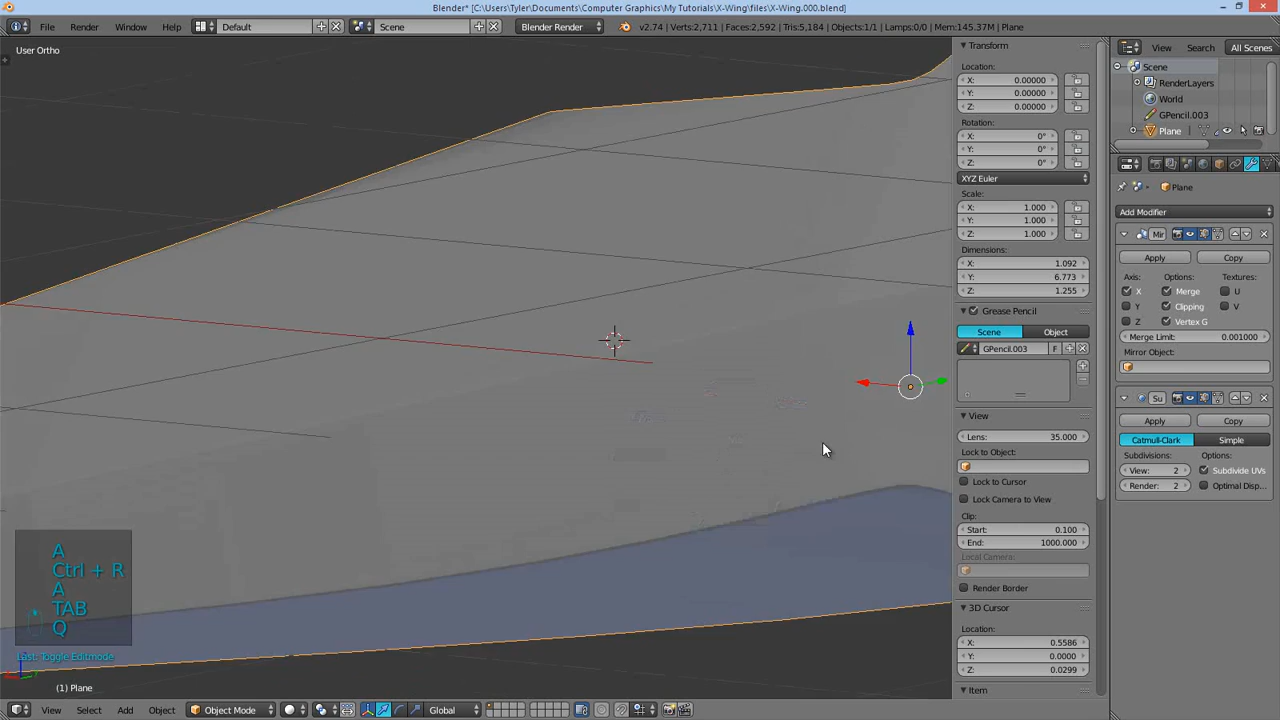 Blender* [C:\Users\Tyler\Documents\Computer Graphics\My Tutorials\X-Wing\files\X-Wing.000.blend]
File Render Window Help Default Scene Blender Render v2.74 | Verts:2,711 | Faces:2,592 | Tris:5,184 | Objects:1/1 | Lamps:0/0 | Mem:145.37M | Plane
User Ortho
Transform
Location:
X: 0.00000
Y: 0.00000
Z: 0.00000
Rotation:
X: 0°
Y: 0°
Z: 0°
XYZ Euler
Scale:
X: 1.000
Y: 1.000
Z: 1.000
Dimensions:
X: 1.092
Y: 6.773
Z: 1.255
Grease Pencil
Scene Object
GPencil.003 F
View
Lens: 35.000
Lock to Object:
Lock to Cursor
Lock Camera to View
Clip:
Start: 0.100
End: 1000.000
Local Camera:
Render Border
3D Cursor
Location:
X: 0.5586
Y: 0.0000
Z: 0.0299
Item
View Search All Scenes
Scene
RenderLayers
World
GPencil.003
Plane
Plane
Add Modifier
Mir
Apply Copy
Axis: Options: Textures:
X Merge U
Y Clipping V
Z Vertex G
Merge Limit: 0.001000
Mirror Object:
Su
Apply Copy
Catmull-Clark Simple
Subdivisions: Options:
View: 2 Subdivide UVs
Render: 2 Optimal Disp...
A
Ctrl + R
A
TAB
Q
Last: Toggle Editmode
(1) Plane
View Select Add Object Object Mode Global